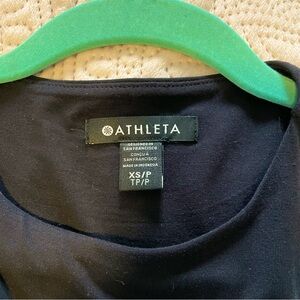 ATHLETA
DESIGNED IN
SAN FRANCISCO
CONÇU À
SAN FRANCISCO
MADE IN INDONESIA
XS/P
TP/P